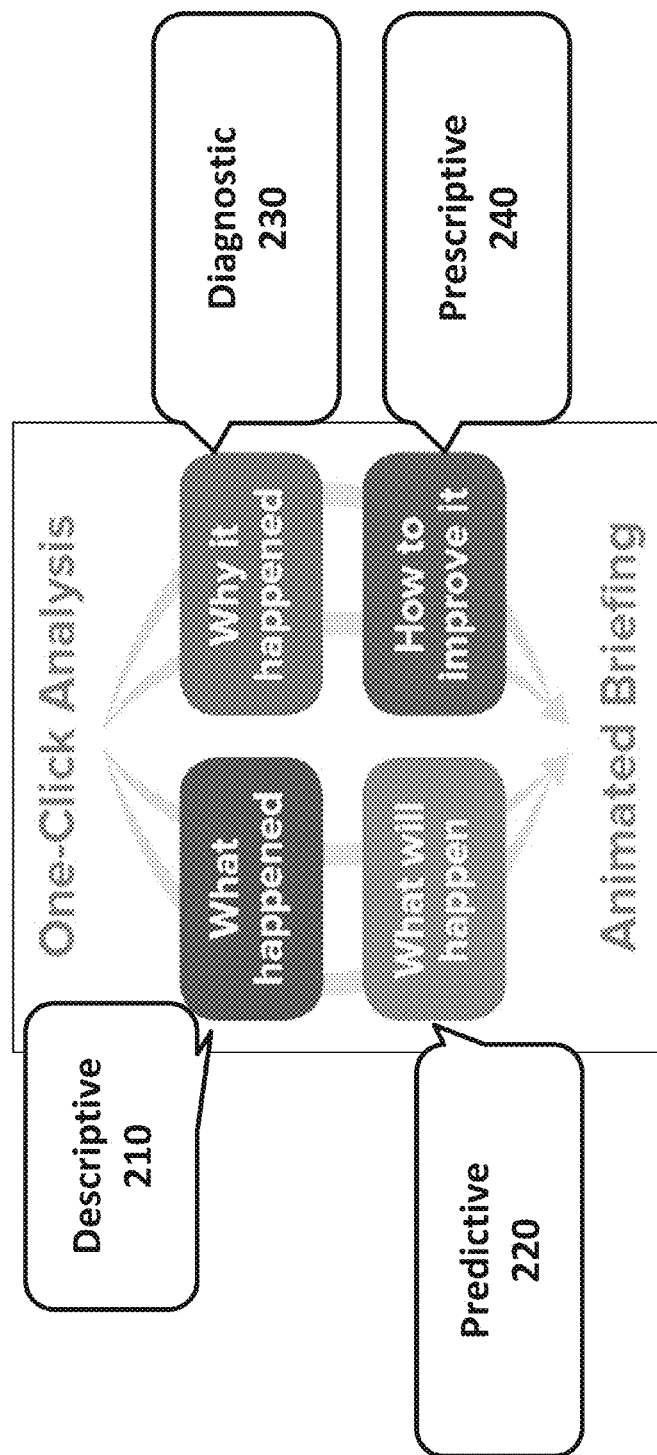 One-Click Analysis
Descriptive
210
What
happened
Why it
happened
Diagnostic
230
Predictive
220
What will
happen
How to
improve it
Prescriptive
240
Animated Briefing